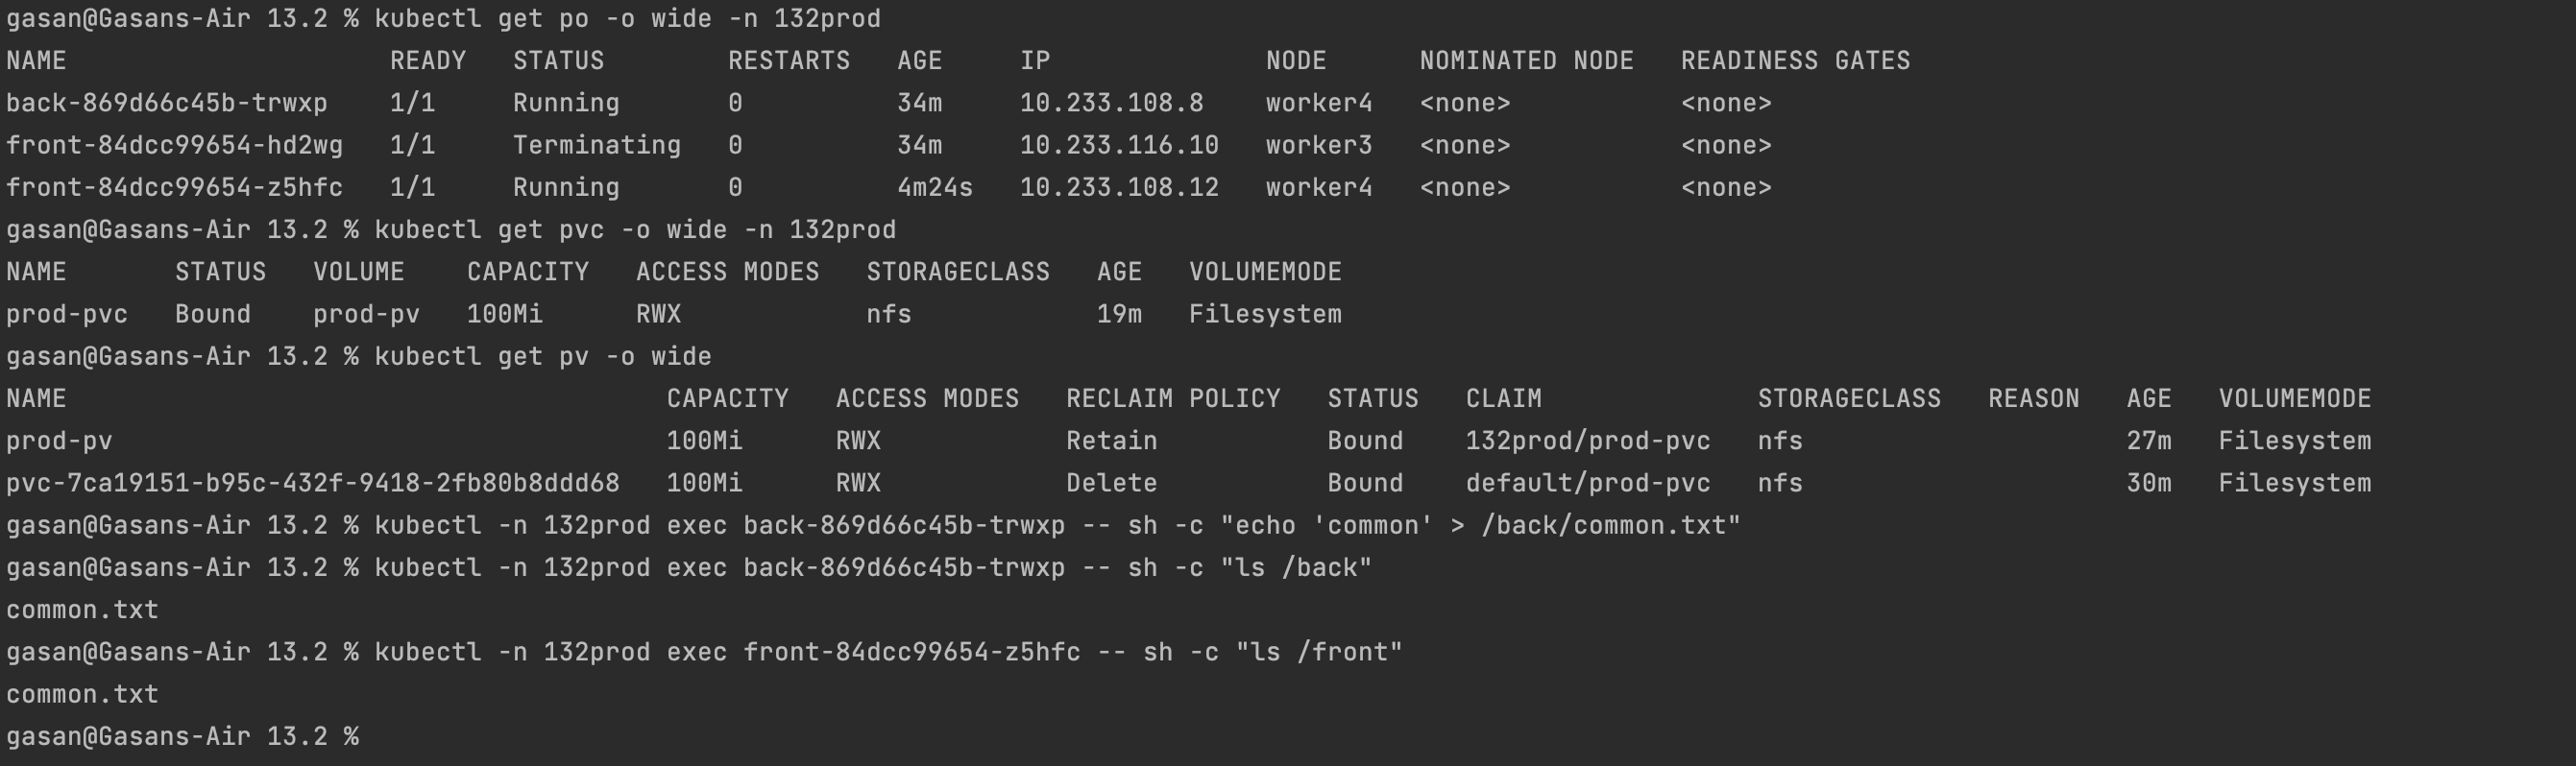 gasan@Gasans-Air 13.2 % kubectl get po -o wide -n 132prod
NAME                     READY   STATUS        RESTARTS   AGE     IP              NODE      NOMINATED NODE   READINESS GATES
back-869d66c45b-trwxp    1/1     Running       0          34m     10.233.108.8    worker4   <none>           <none>
front-84dcc99654-hd2wg   1/1     Terminating   0          34m     10.233.116.10   worker3   <none>           <none>
front-84dcc99654-z5hfc   1/1     Running       0          4m24s   10.233.108.12   worker4   <none>           <none>
gasan@Gasans-Air 13.2 % kubectl get pvc -o wide -n 132prod
NAME       STATUS   VOLUME    CAPACITY   ACCESS MODES   STORAGECLASS   AGE   VOLUMEMODE
prod-pvc   Bound    prod-pv   100Mi      RWX            nfs            19m   Filesystem
gasan@Gasans-Air 13.2 % kubectl get pv -o wide
NAME                                       CAPACITY   ACCESS MODES   RECLAIM POLICY   STATUS   CLAIM              STORAGECLASS   REASON   AGE   VOLUMEMODE
prod-pv                                    100Mi      RWX            Retain           Bound    132prod/prod-pvc   nfs                     27m   Filesystem
pvc-7ca19151-b95c-432f-9418-2fb80b8ddd68   100Mi      RWX            Delete           Bound    default/prod-pvc   nfs                     30m   Filesystem
gasan@Gasans-Air 13.2 % kubectl -n 132prod exec back-869d66c45b-trwxp -- sh -c "echo 'common' > /back/common.txt"
gasan@Gasans-Air 13.2 % kubectl -n 132prod exec back-869d66c45b-trwxp -- sh -c "ls /back"
common.txt
gasan@Gasans-Air 13.2 % kubectl -n 132prod exec front-84dcc99654-z5hfc -- sh -c "ls /front"
common.txt
gasan@Gasans-Air 13.2 %